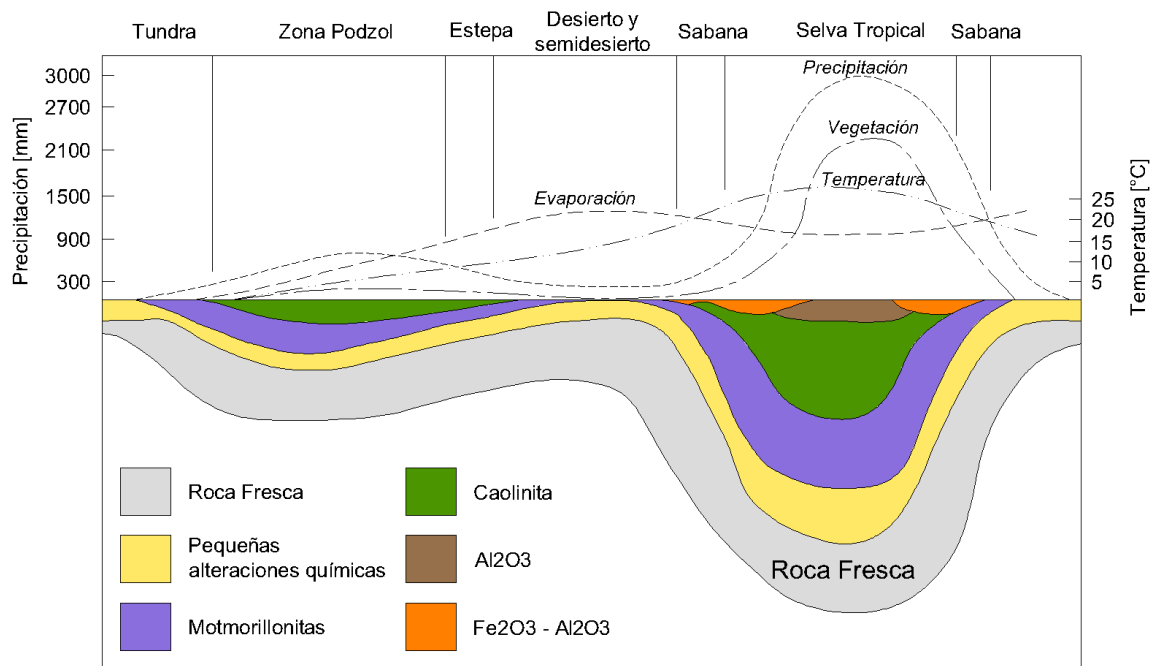 Tundra
Zona Podzol
Estepa
Desierto y
semidesierto
Sabana
Selva Tropical
Sabana
Precipitación [mm]
3000
2700
2100
1500
900
300
Precipitación
Vegetación
Temperatura
Evaporación
25
20
15
10
5
Temperatura [°C]
Roca Fresca
Roca Fresca
Pequeñas
alteraciones químicas
Motmorillonitas
Caolinita
Al2O3
Fe2O3 - Al2O3